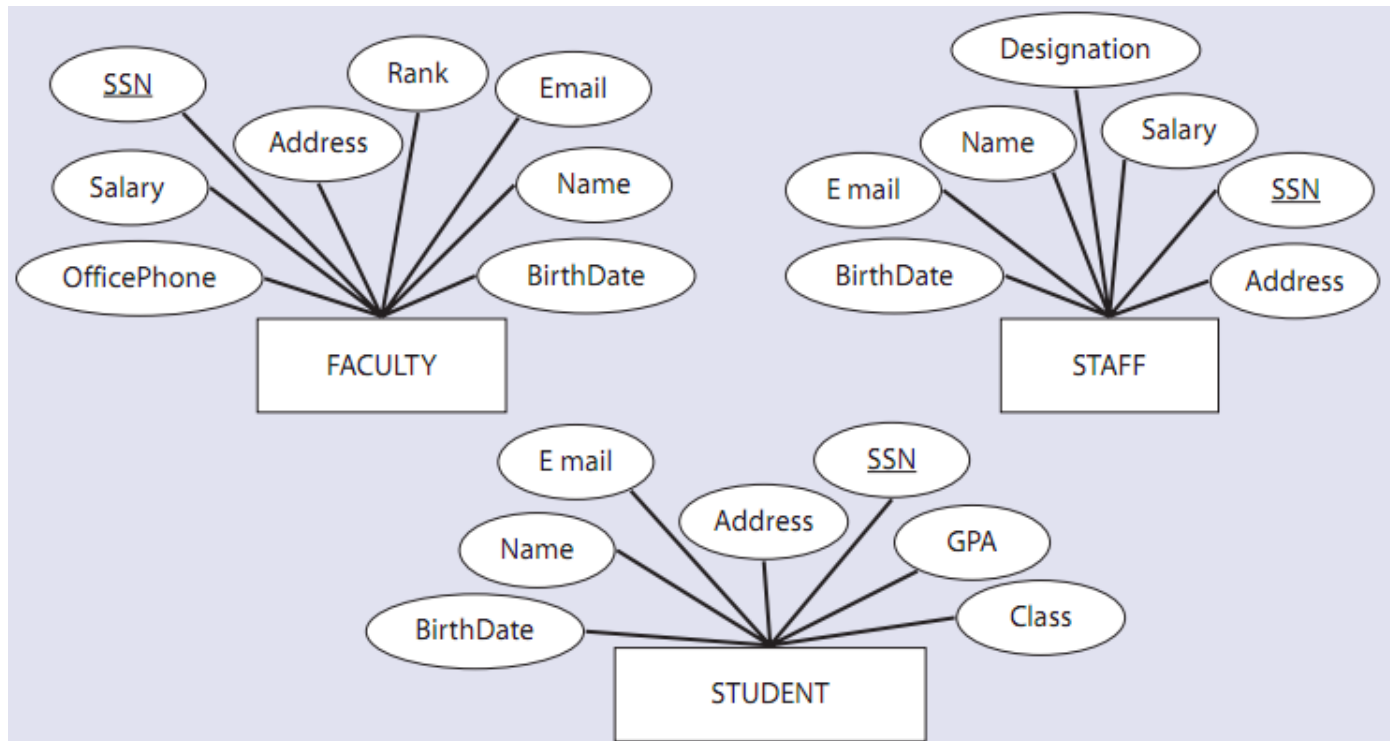 SSN
Rank
Email
Address
Salary
Name
OfficePhone
BirthDate
FACULTY
Designation
Name
Salary
E mail
SSN
BirthDate
Address
STAFF
E mail
SSN
Address
Name
GPA
BirthDate
Class
STUDENT